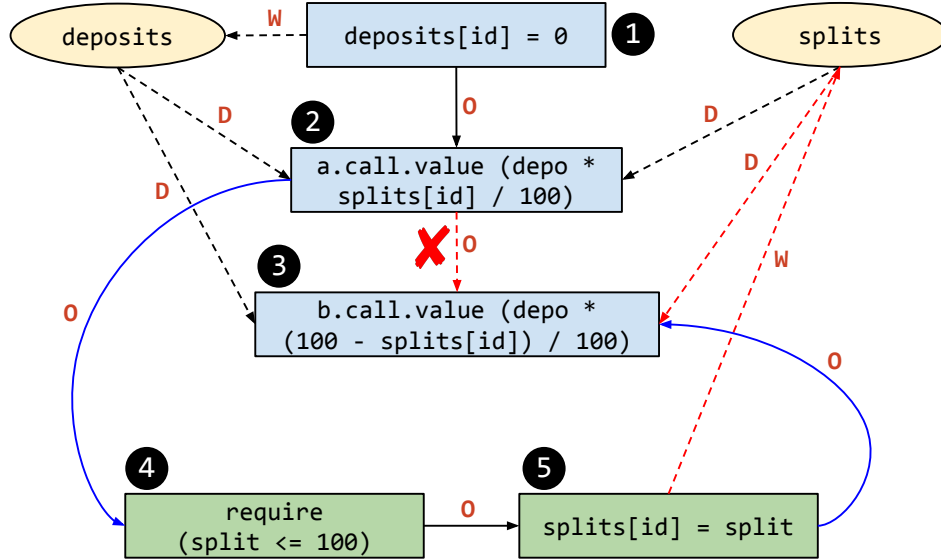 deposits
W
deposits[id] = 0
1
splits
O
D
D
2
a.call.value (depo *
splits[id] / 100)
D
D
O
W
3
b.call.value (depo *
(100 - splits[id]) / 100)
O
O
4
5
require
(split <= 100)
O
splits[id] = split